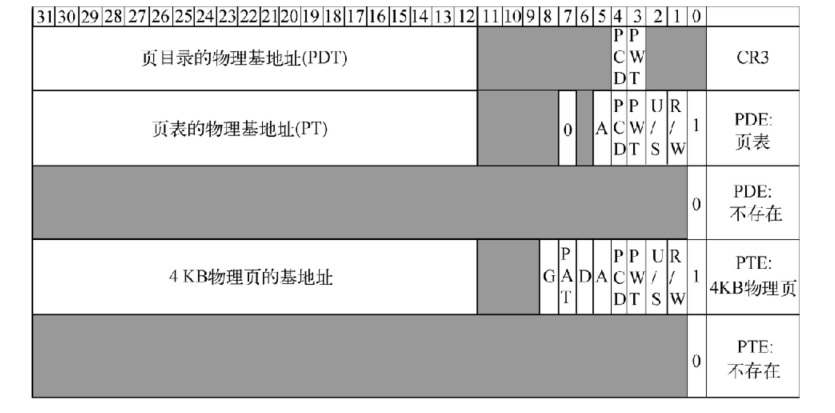 31 30 29 28 27 26 25 24 23 22 21 20 19 18 17 16 15 14 13 12 11 10 9 8 7 6 5 4 3 2 1 0
页目录的物理基地址(PDT) PCD PWT CR3
页表的物理基地址(PT) 0 A PCD PWT U/S R/W 1 PDE:
页表
0 PDE:
不存在
4 KB物理页的基地址 G PAT D A PCD PWT U/S R/W 1 PTE:
4KB物理页
0 PTE:
不存在